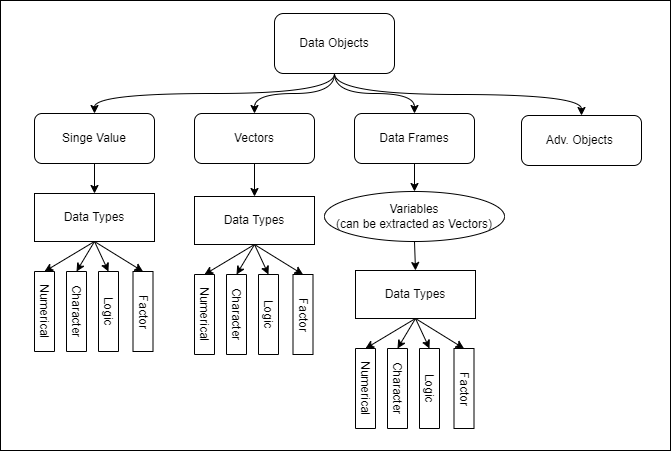 Data Objects
Singe Value
Vectors
Data Frames
Adv. Objects
Data Types
Data Types
Variables
(can be extracted as Vectors)
Numerical
Character
Logic
Factor
Numerical
Character
Logic
Factor
Data Types
Numerical
Character
Logic
Factor